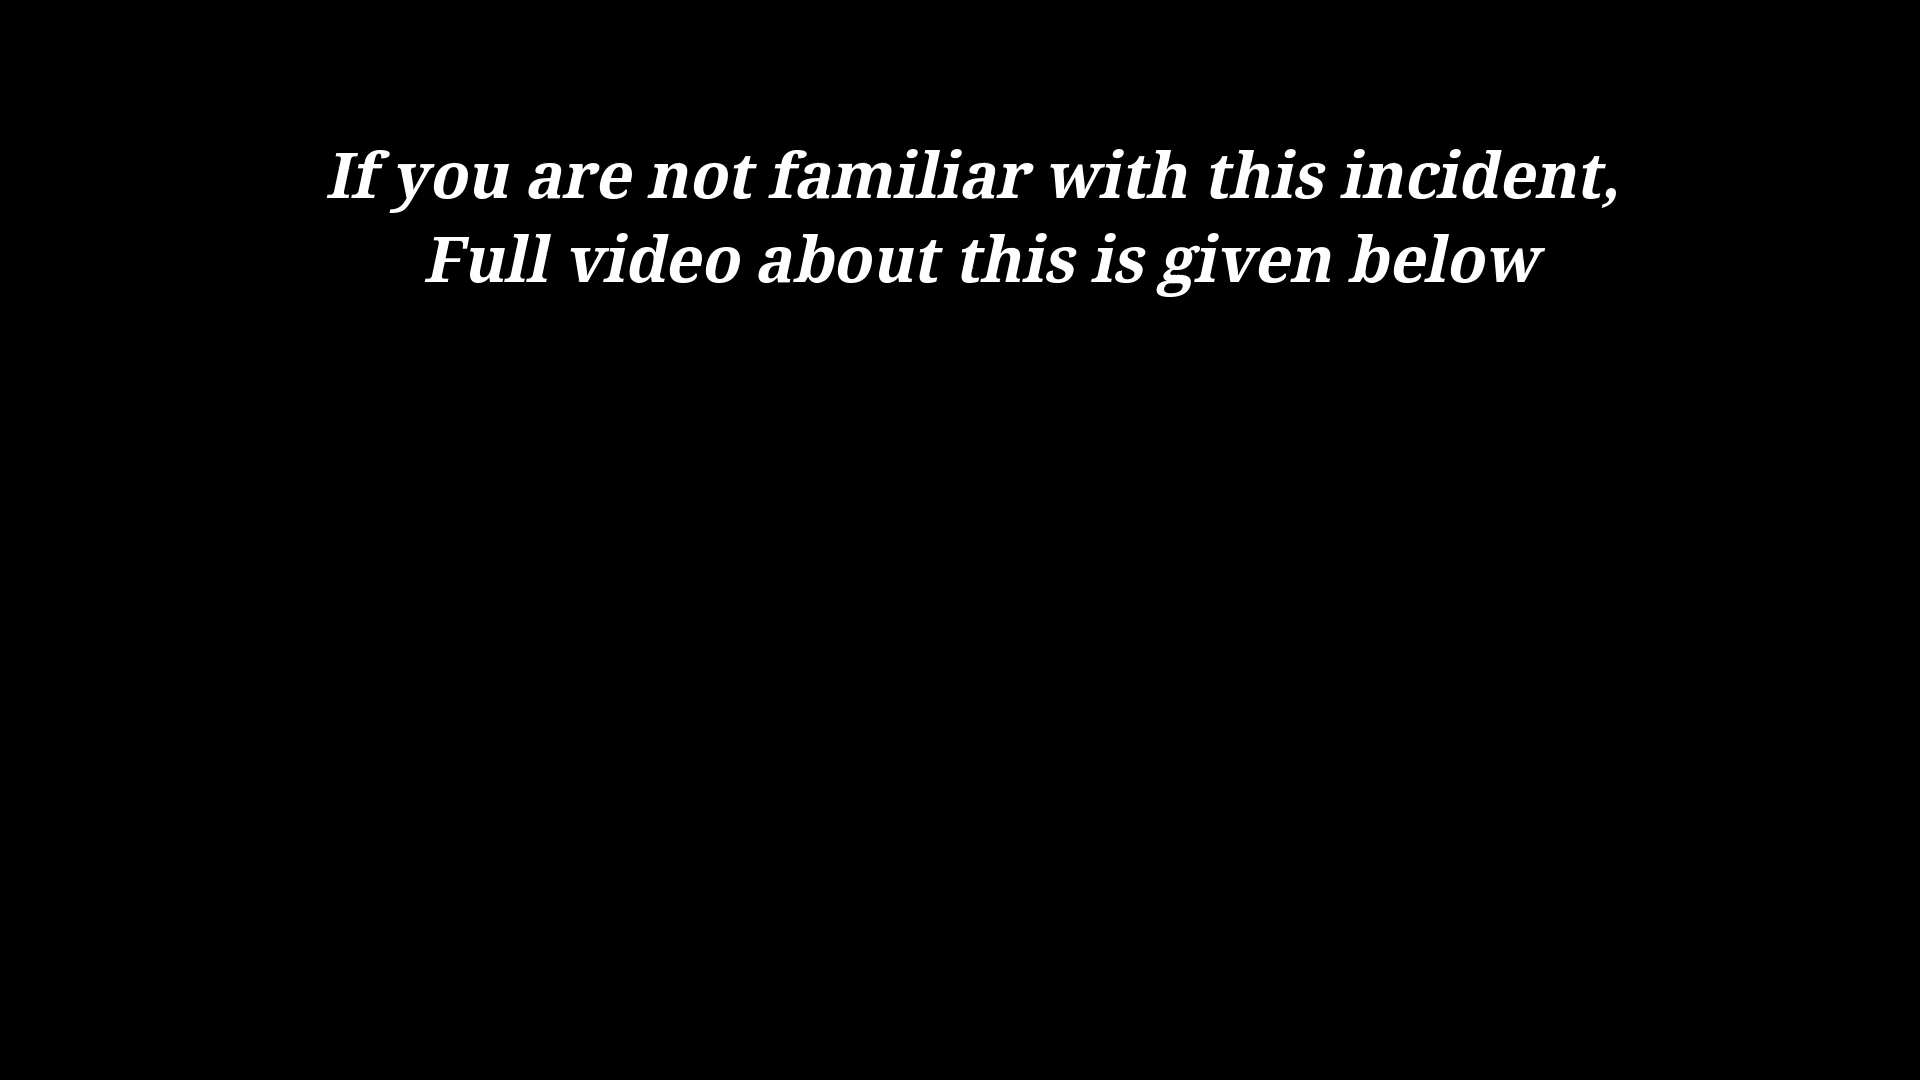 If you are not familiar with this incident,
Full video about this is given below